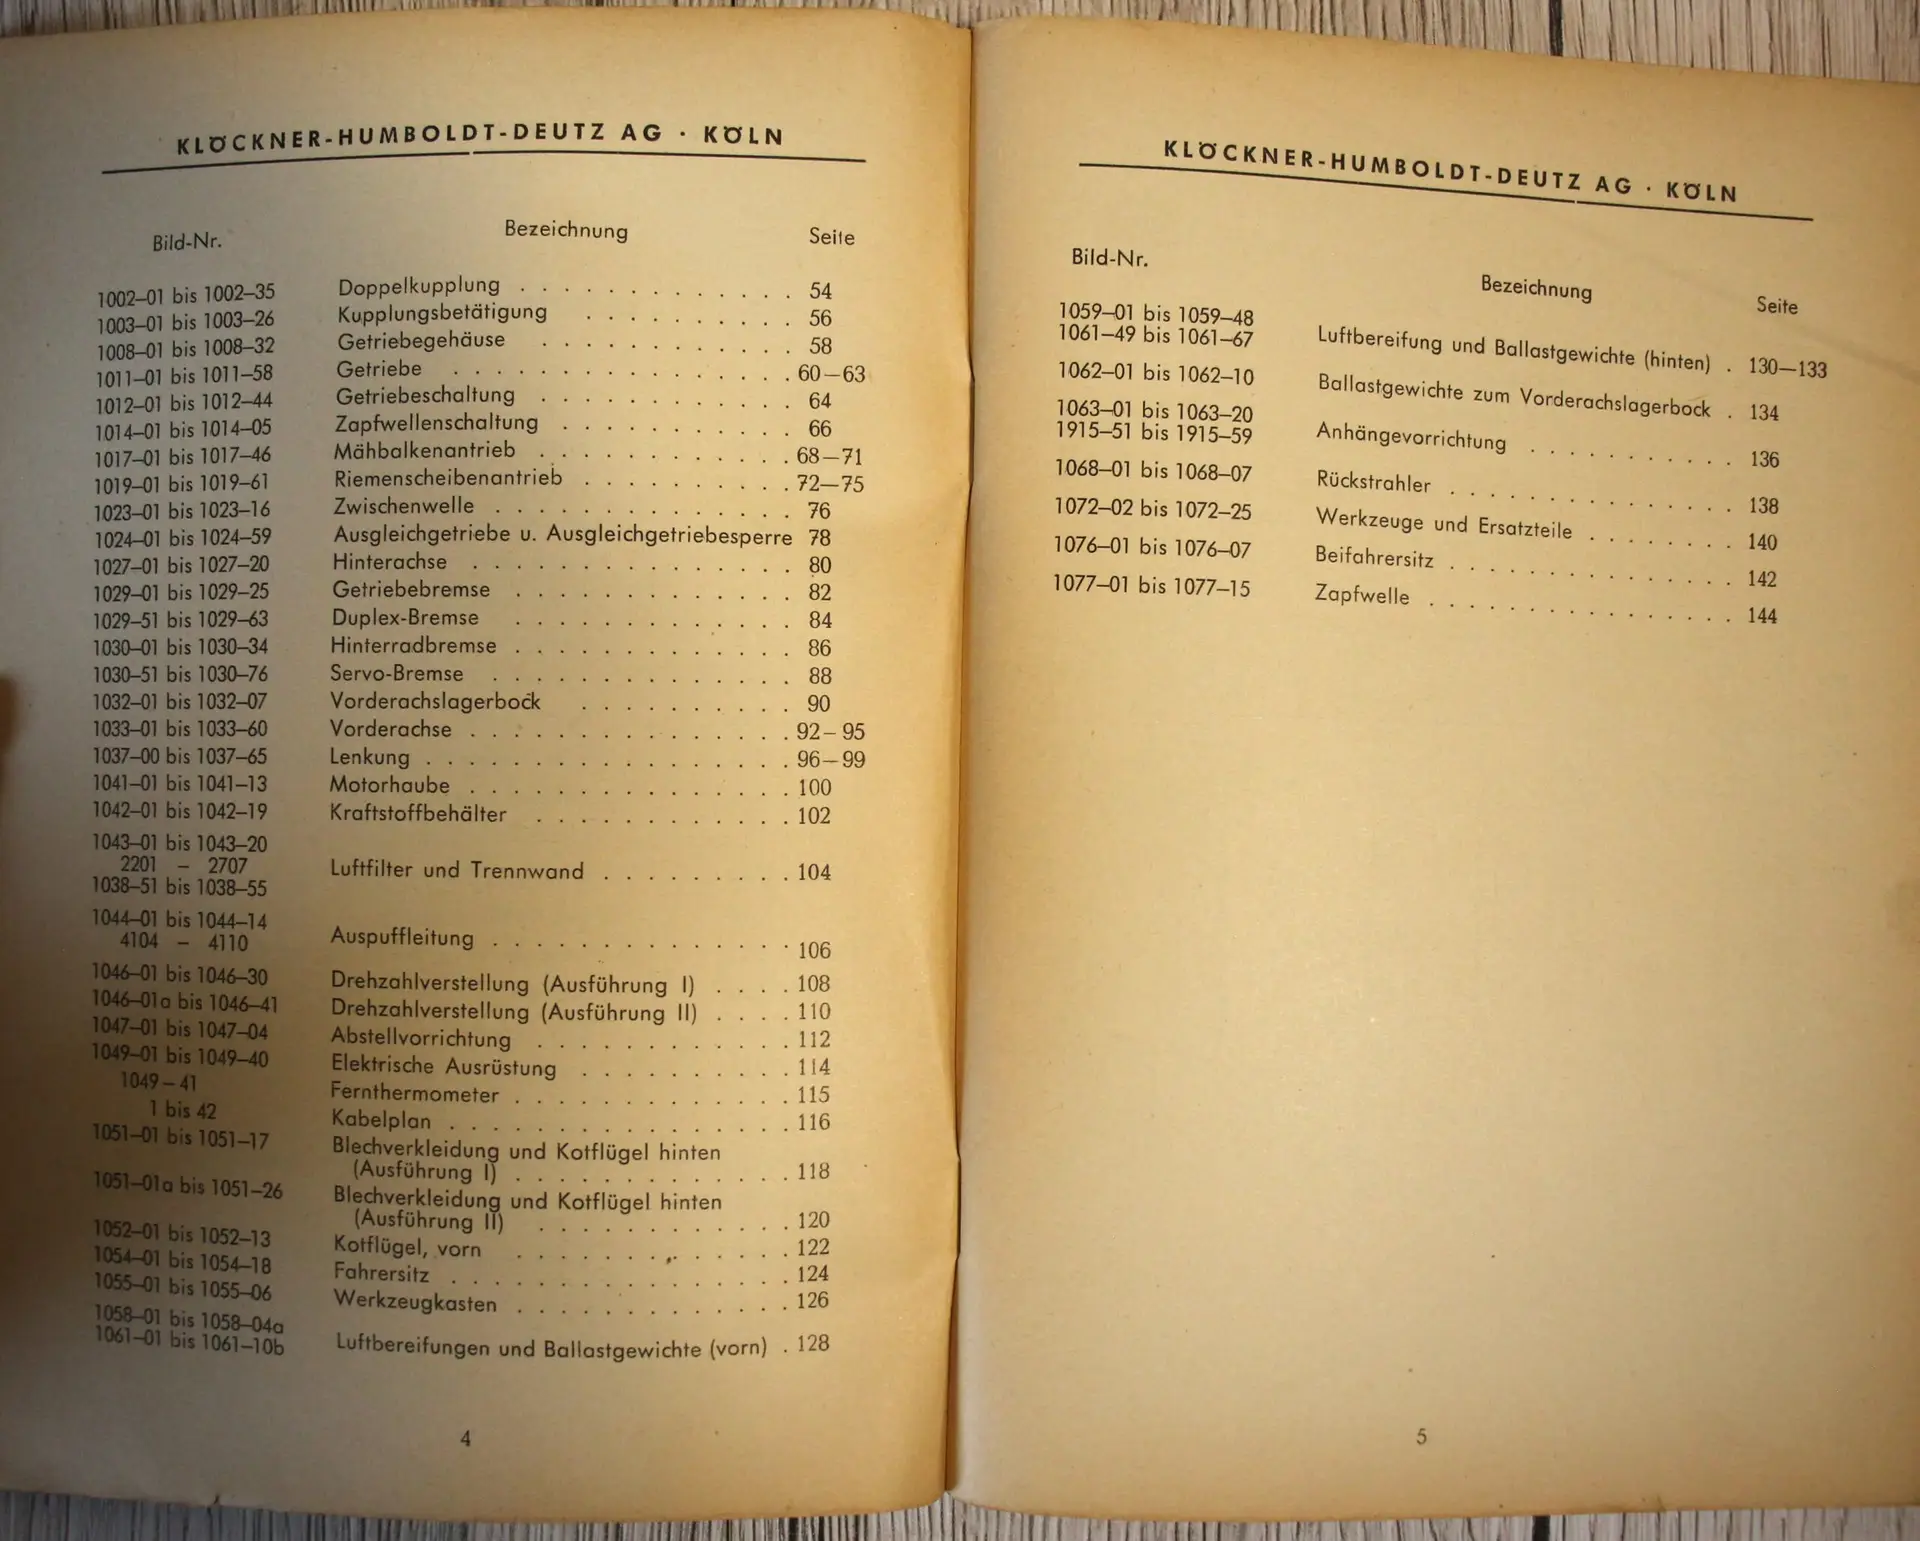 KLÖCKNER-HUMBOLDT-DEUTZ AG · KÖLN
Bild-Nr. Bezeichnung Seite
1002–01 bis 1002–35 Doppelkupplung . . . . . . . . . . . . . 54
1003–01 bis 1003–26 Kupplungsbetätigung . . . . . . . . . . 56
1008–01 bis 1008–32 Getriebegehäuse . . . . . . . . . . . . 58
1011–01 bis 1011–58 Getriebe . . . . . . . . . . . . . . . . 60–63
1012–01 bis 1012–44 Getriebeschaltung . . . . . . . . . . . . 64
1014–01 bis 1014–05 Zapfwellenschaltung . . . . . . . . . . . 66
1017–01 bis 1017–46 Mähbalkenantrieb . . . . . . . . . . . . 68–71
1019–01 bis 1019–61 Riemenscheibenantrieb . . . . . . . . . . 72–75
1023–01 bis 1023–16 Zwischenwelle . . . . . . . . . . . . . . 76
1024–01 bis 1024–59 Ausgleichgetriebe u. Ausgleichgetriebesperre 78
1027–01 bis 1027–20 Hinterachse . . . . . . . . . . . . . . . 80
1029–01 bis 1029–25 Getriebebremse . . . . . . . . . . . . . 82
1029–51 bis 1029–63 Duplex-Bremse . . . . . . . . . . . . . 84
1030–01 bis 1030–34 Hinterradbremse . . . . . . . . . . . . . 86
1030–51 bis 1030–76 Servo-Bremse . . . . . . . . . . . . . . 88
1032–01 bis 1032–07 Vorderachslagerbock . . . . . . . . . . 90
1033–01 bis 1033–60 Vorderachse . . . . . . . . . . . . . . . 92–95
1037–00 bis 1037–65 Lenkung . . . . . . . . . . . . . . . . . 96–99
1041–01 bis 1041–13 Motorhaube . . . . . . . . . . . . . . . 100
1042–01 bis 1042–19 Kraftstoffbehälter . . . . . . . . . . . . 102
1043–01 bis 1043–20
2201 – 2707 Luftfilter und Trennwand . . . . . . . . . 104
1038–51 bis 1038–55
1044–01 bis 1044–14
4104 – 4110 Auspuffleitung . . . . . . . . . . . . . . 106
1046–01 bis 1046–30 Drehzahlverstellung (Ausführung I) . . . . 108
1046–01a bis 1046–41 Drehzahlverstellung (Ausführung II) . . . . 110
1047–01 bis 1047–04 Abstellvorrichtung . . . . . . . . . . . . 112
1049–01 bis 1049–40 Elektrische Ausrüstung . . . . . . . . . . 114
1049–41 Fernthermometer . . . . . . . . . . . . . 115
1 bis 42 Kabelplan . . . . . . . . . . . . . . . . 116
1051–01 bis 1051–17 Blechverkleidung und Kotflügel hinten
(Ausführung I) . . . . . . . . . . . . . 118
1051–01a bis 1051–26 Blechverkleidung und Kotflügel hinten
(Ausführung II) . . . . . . . . . . . . 120
1052–01 bis 1052–13 Kotflügel, vorn . . . . . . . . . . . . . 122
1054–01 bis 1054–18 Fahrersitz . . . . . . . . . . . . . . . . 124
1055–01 bis 1055–06 Werkzeugkasten . . . . . . . . . . . . . 126
1058–01 bis 1058–04a
1061–01 bis 1061–10b Luftbereifungen und Ballastgewichte (vorn) . 128
4
KLÖCKNER-HUMBOLDT-DEUTZ AG · KÖLN
Bild-Nr. Bezeichnung Seite
1059–01 bis 1059–48
1061–49 bis 1061–67 Luftbereifung und Ballastgewichte (hinten) . 130–133
1062–01 bis 1062–10 Ballastgewichte zum Vorderachslagerbock . 134
1063–01 bis 1063–20
1915–51 bis 1915–59 Anhängevorrichtung . . . . . . . . . . . 136
1068–01 bis 1068–07 Rückstrahler . . . . . . . . . . . . . . 138
1072–02 bis 1072–25 Werkzeuge und Ersatzteile . . . . . . . . 140
1076–01 bis 1076–07 Beifahrersitz . . . . . . . . . . . . . . 142
1077–01 bis 1077–15 Zapfwelle . . . . . . . . . . . . . . . 144
5